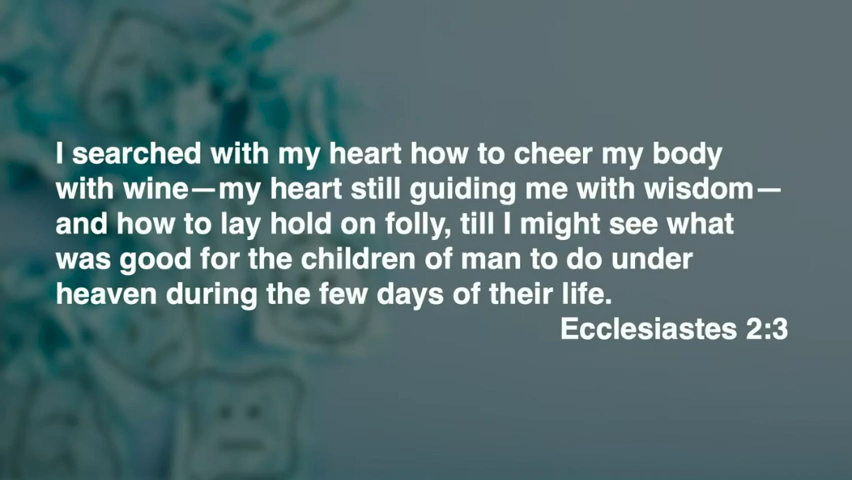 I searched with my heart how to cheer my body
with wine—my heart still guiding me with wisdom—
and how to lay hold on folly, till I might see what
was good for the children of man to do under
heaven during the few days of their life.
Ecclesiastes 2:3